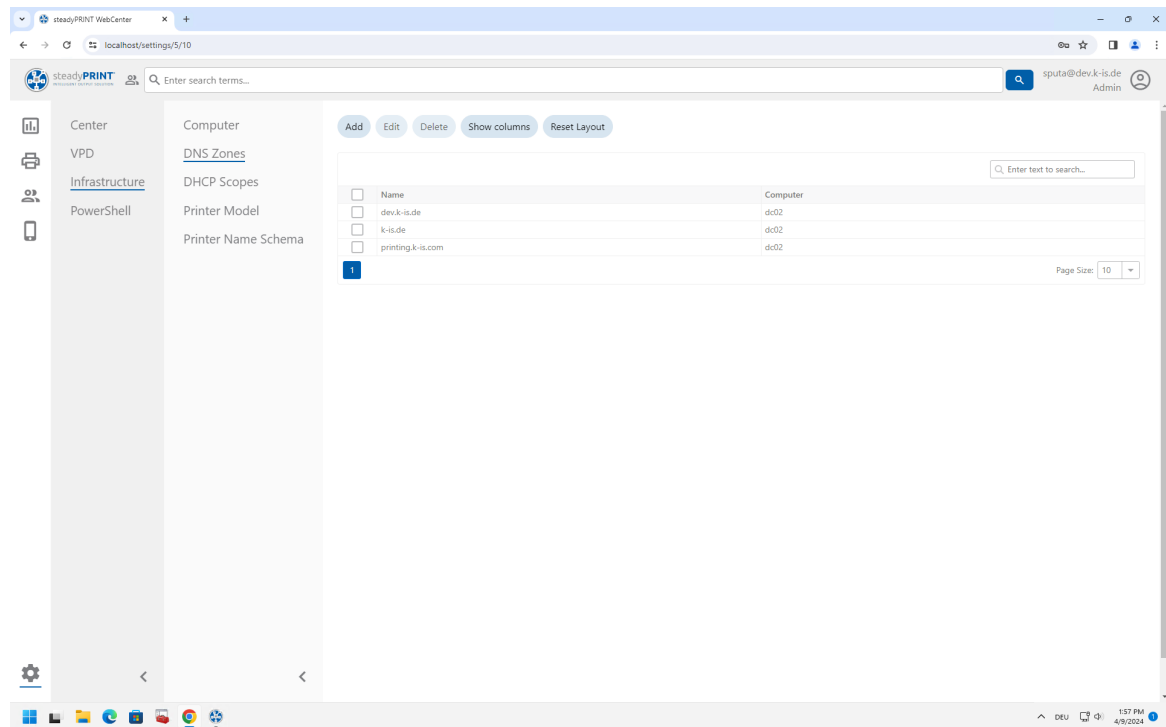 steadyPRINT WebCenter
localhost/settings/5/10
steadyPRINT
Enter search terms...
sputa@dev.k-is.de
Admin
Center
VPD
Infrastructure
PowerShell
Computer
DNS Zones
DHCP Scopes
Printer Model
Printer Name Schema
Add Edit Delete Show columns Reset Layout
Enter text to search...
Name Computer
dev.k-is.de dc02
k-is.de dc02
printing.k-is.com dc02
1 Page Size: 10
DEU 1:57 PM
4/9/2024 1